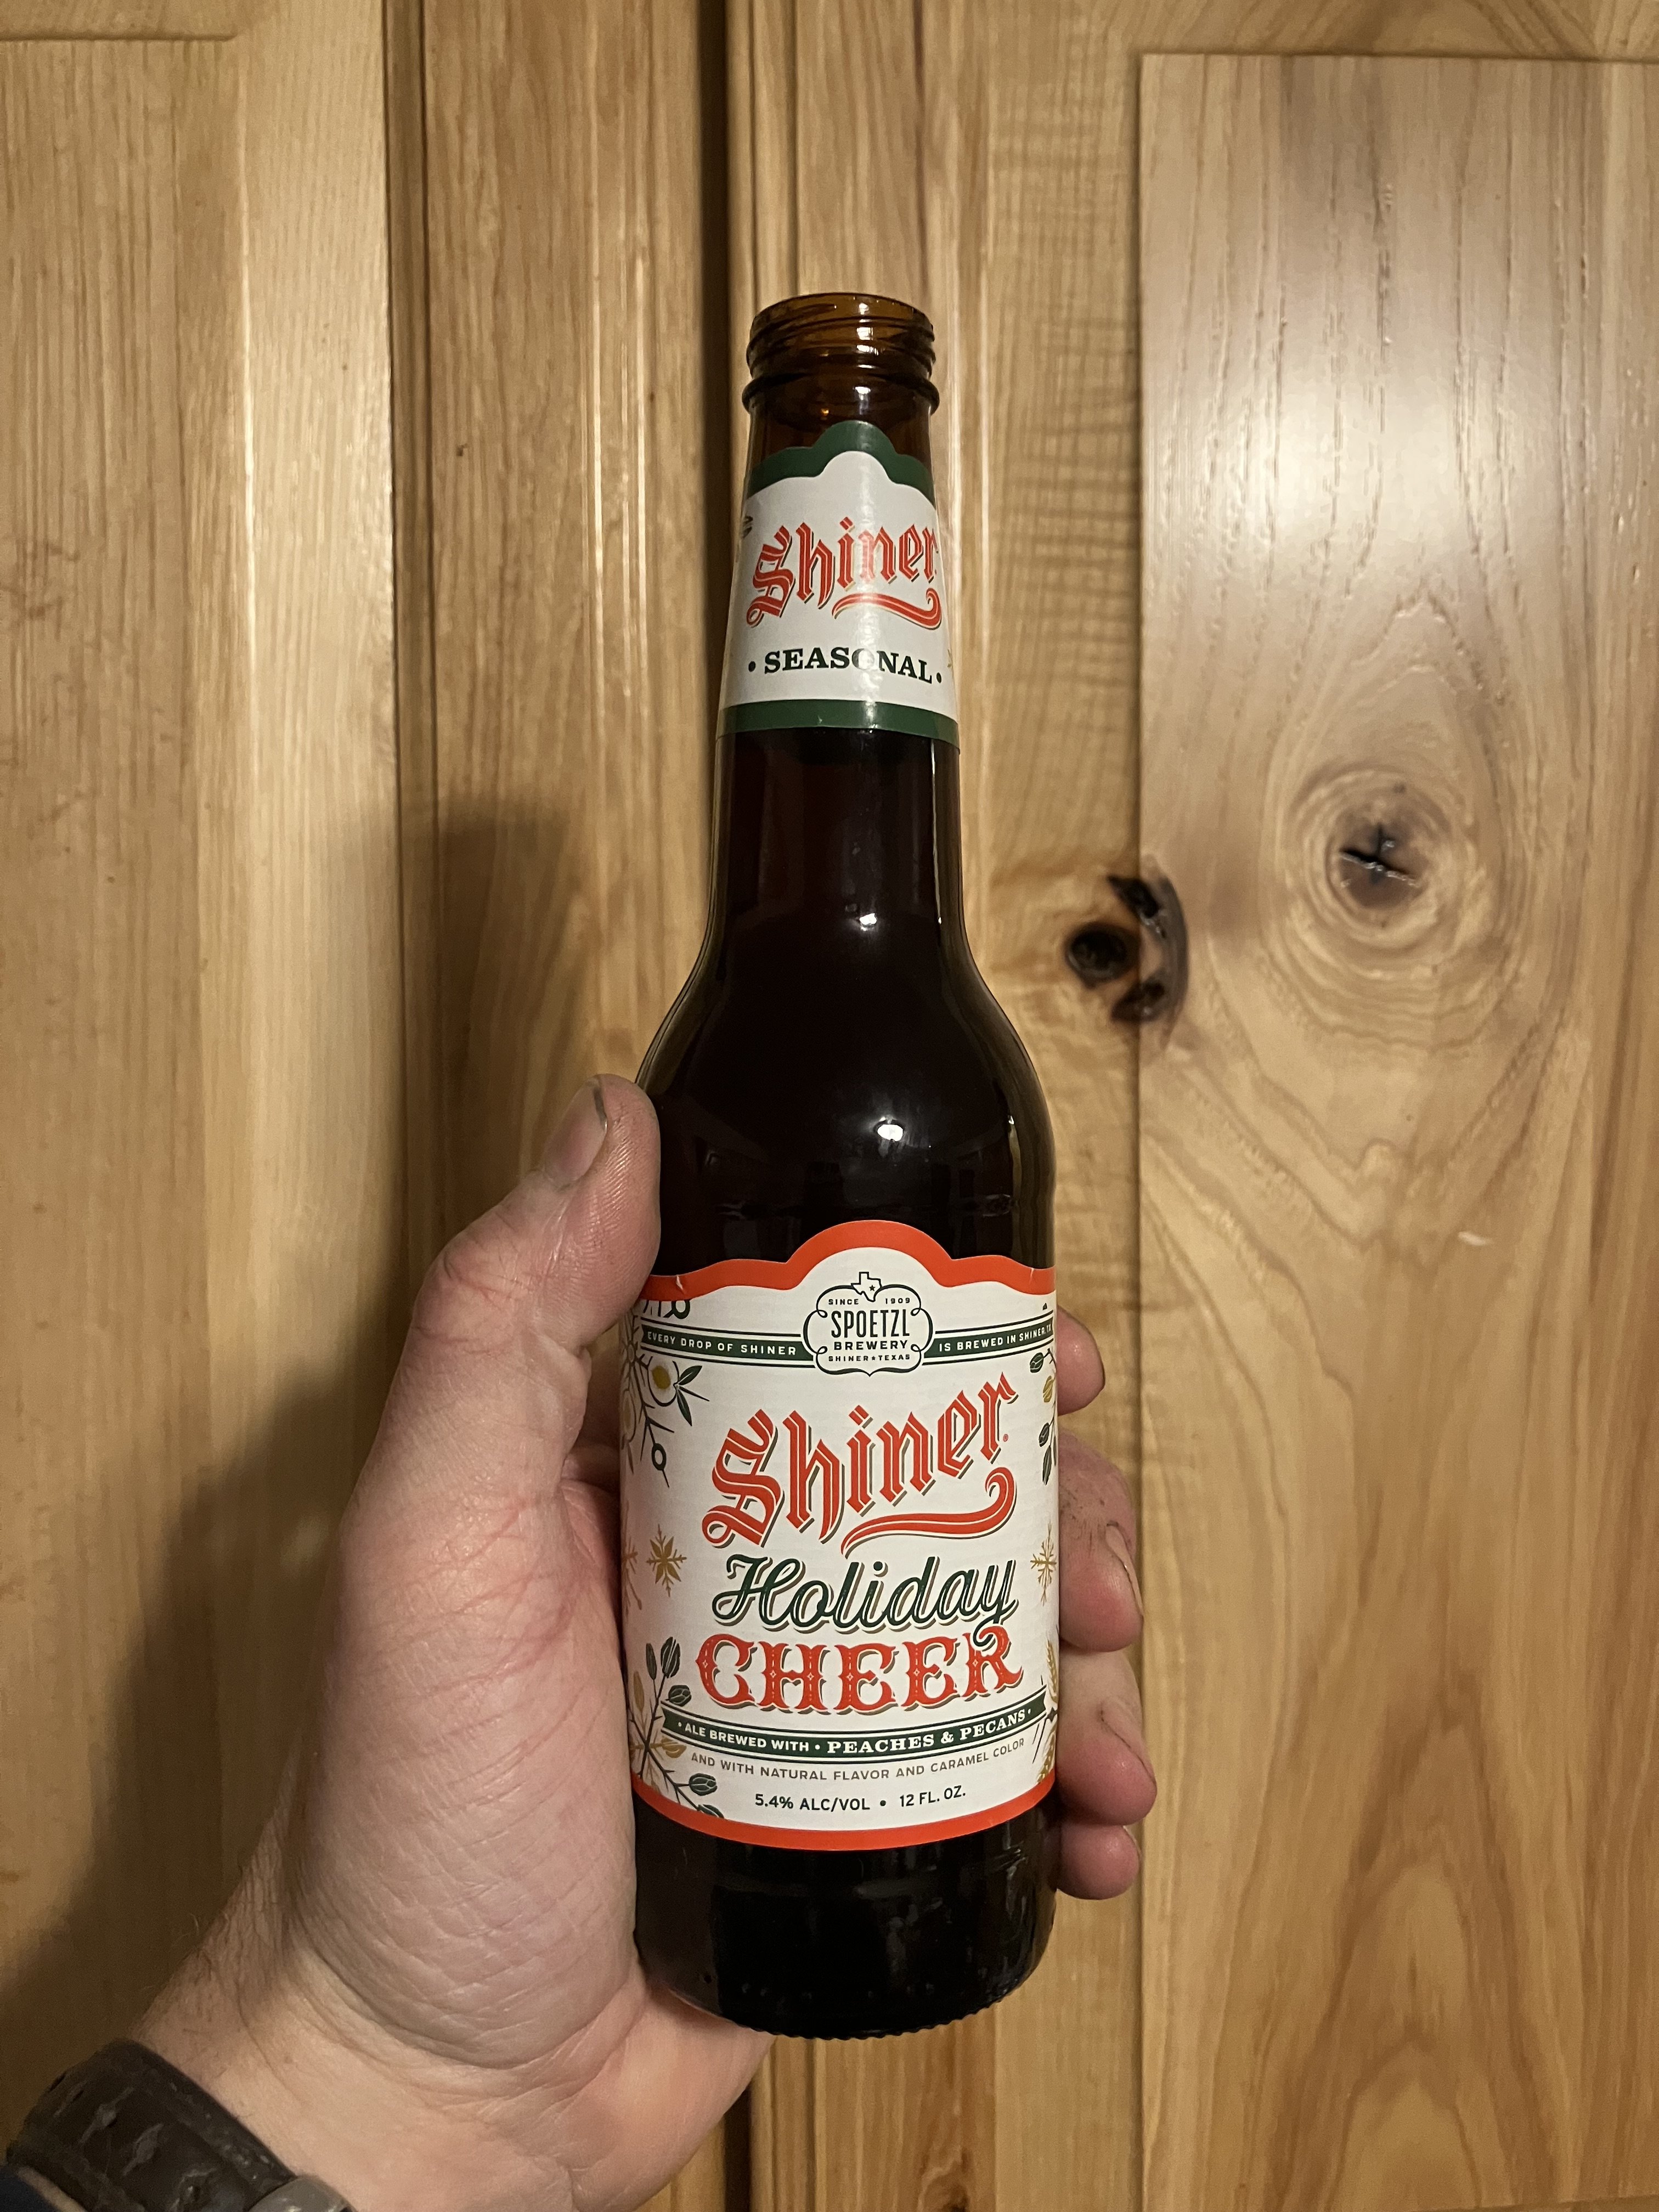 Shiner
• SEASONAL •
SINCE 1909
SPOETZL
BREWERY
SHINER ★ TEXAS
EVERY DROP OF SHINER IS BREWED IN SHINER, TX
Shiner
Holiday
CHEER
• ALE BREWED WITH • PEACHES & PECANS •
AND WITH NATURAL FLAVOR AND CARAMEL COLOR
5.4% ALC/VOL • 12 FL. OZ.